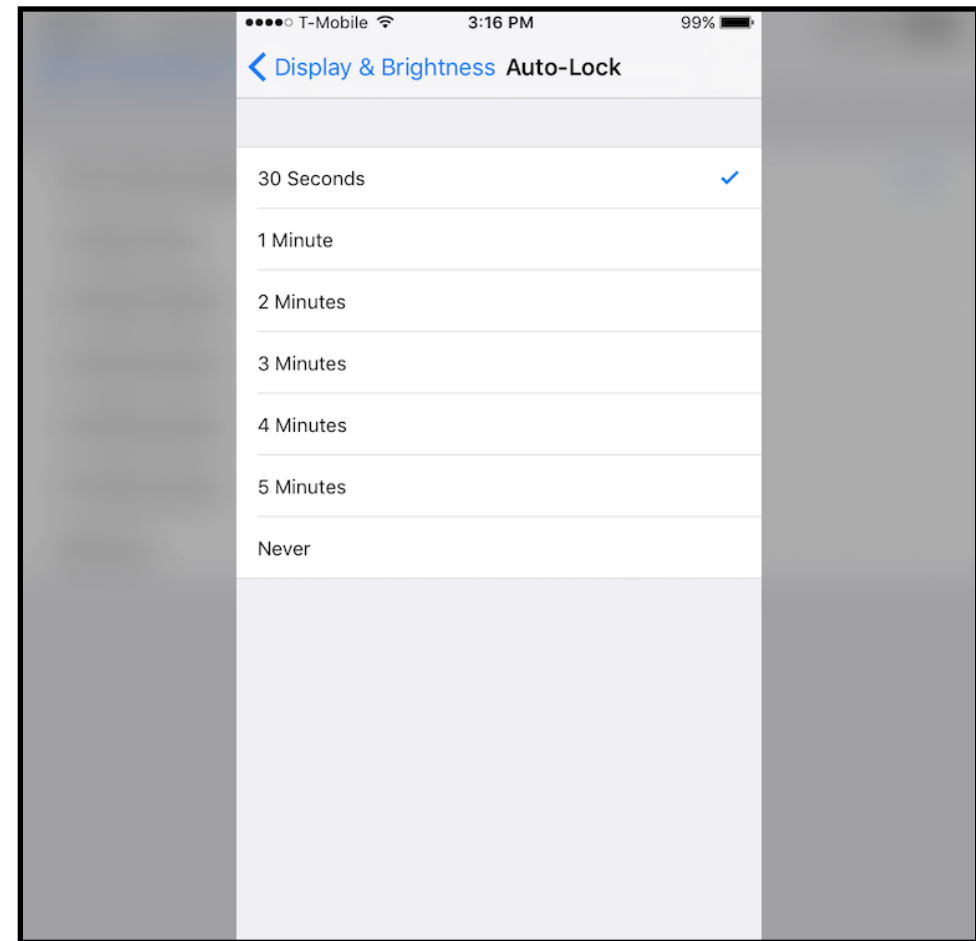 T-Mobile 3:16 PM 99%
Display & Brightness Auto-Lock
30 Seconds
1 Minute
2 Minutes
3 Minutes
4 Minutes
5 Minutes
Never